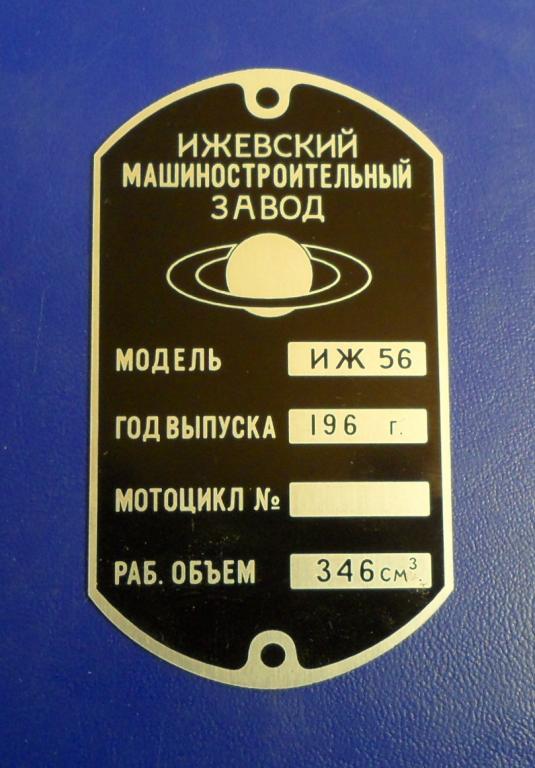 ИЖЕВСКИЙ
МАШИНОСТРОИТЕЛЬНЫЙ
ЗАВОД
МОДЕЛЬ ИЖ 56
ГОД ВЫПУСКА 196 г.
МОТОЦИКЛ №
РАБ. ОБЪЕМ 346 см³.